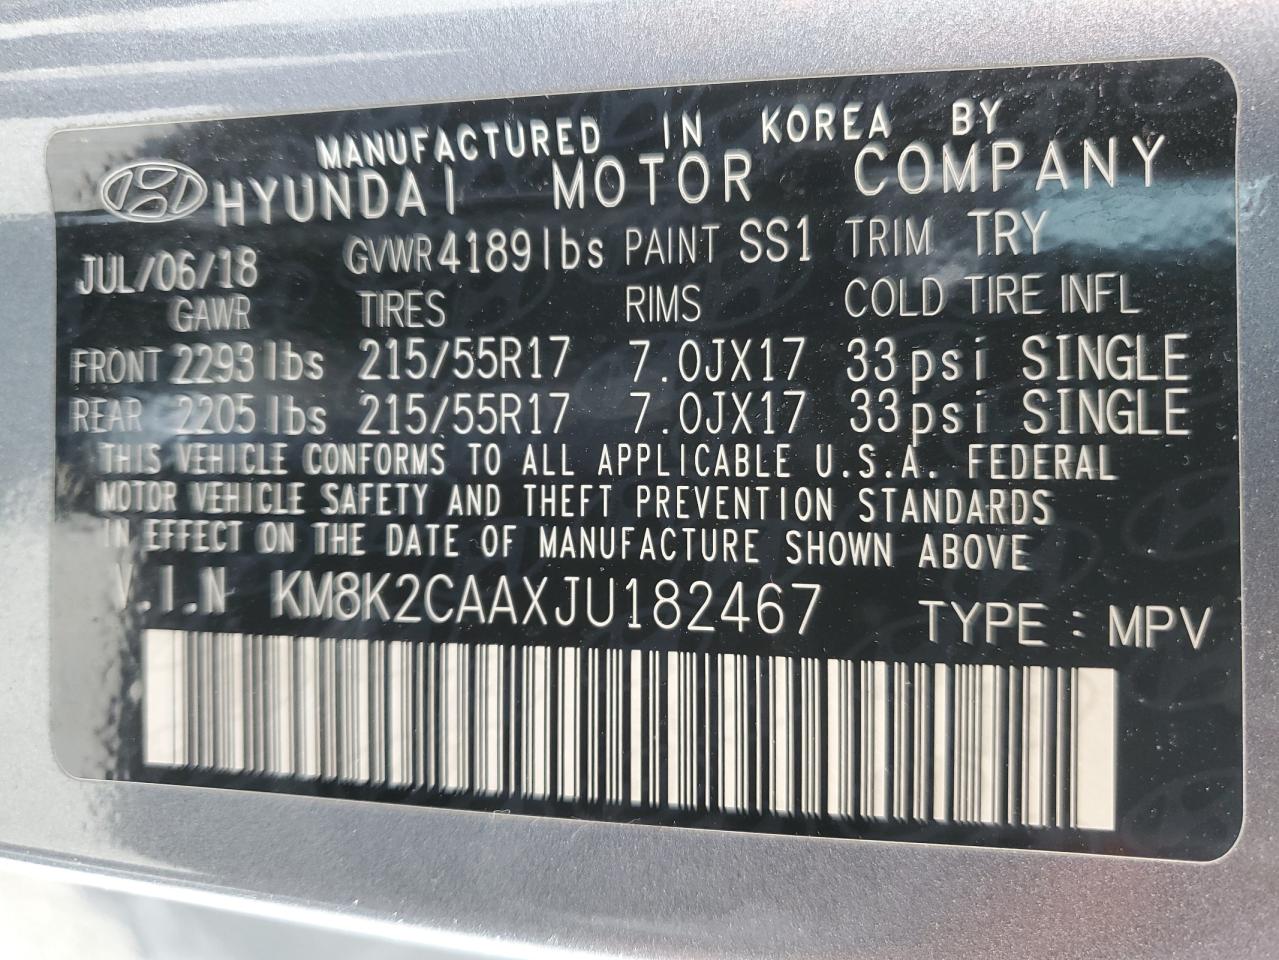 MANUFACTURED IN KOREA BY
HYUNDAI MOTOR COMPANY
JUL/06/18 GVWR 4189 lbs PAINT SS1 TRIM TRY
GAWR TIRES RIMS COLD TIRE INFL
FRONT 2293 lbs 215/55R17 7.0JX17 33 psi SINGLE
REAR 2205 lbs 215/55R17 7.0JX17 33 psi SINGLE
THIS VEHICLE CONFORMS TO ALL APPLICABLE U.S.A. FEDERAL
MOTOR VEHICLE SAFETY AND THEFT PREVENTION STANDARDS
IN EFFECT ON THE DATE OF MANUFACTURE SHOWN ABOVE
V.I.N KM8K2CAAXJU182467 TYPE : MPV